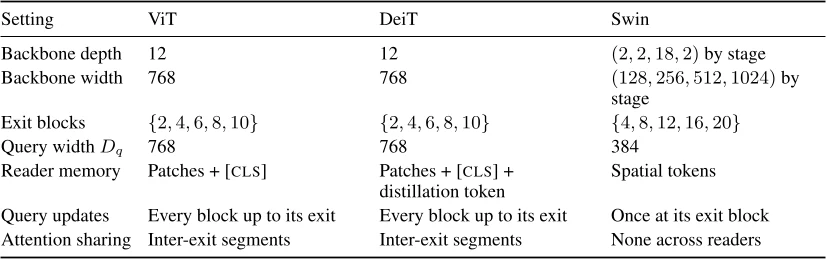 Setting ViT DeiT Swin
Backbone depth 12 12 (2, 2, 18, 2) by stage
Backbone width 768 768 (128, 256, 512, 1024) by
stage
Exit blocks {2, 4, 6, 8, 10} {2, 4, 6, 8, 10} {4, 8, 12, 16, 20}
Query width Dq 768 768 384
Reader memory Patches + [CLS] Patches + [CLS] + Spatial tokens
distillation token
Query updates Every block up to its exit Every block up to its exit Once at its exit block
Attention sharing Inter-exit segments Inter-exit segments None across readers